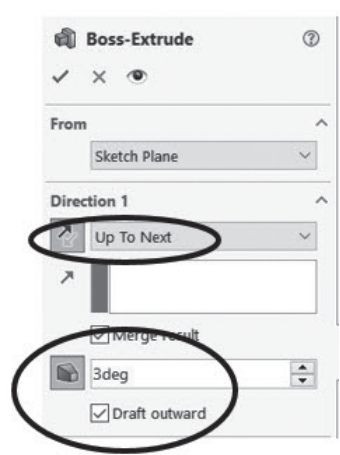 Boss-Extrude
From
Sketch Plane
Direction 1
Up To Next
Merge result
3deg
Draft outward